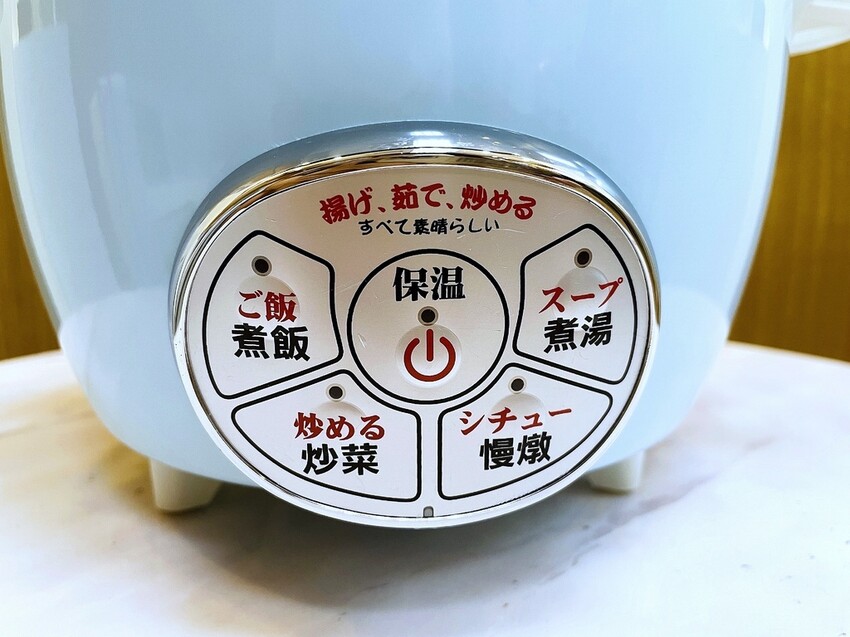 揚げ、茹で、炒める
すべて素晴らしい
保温
ご飯
煮飯
スープ
煮湯
炒める
炒菜
シチュー
慢燉